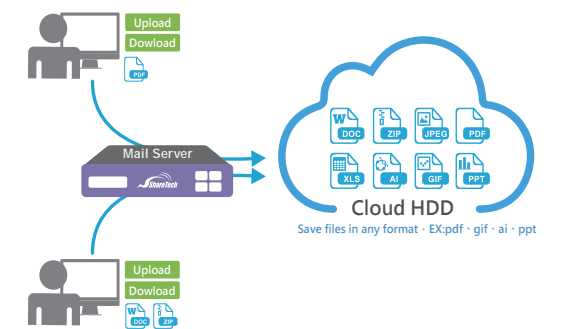 Upload
Dowload
PDF
Mail Server
ShareTech
W
DOC
ZIP
JPEG
PDF
XLS
AI
GIF
PPT
Cloud HDD
Save files in any format、EX:pdf、gif、ai、ppt
Upload
Dowload
W
DOC
ZIP